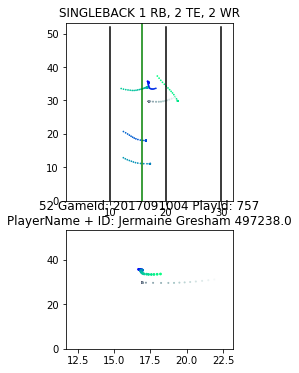 SINGLEBACK 1 RB, 2 TE, 2 WR
50
40
30
20
10
0
10 20 30
52 GameId: 2017091004 PlayId: 757
PlayerName + ID: Jermaine Gresham 497238.0
40
20
0
12.5 15.0 17.5 20.0 22.5